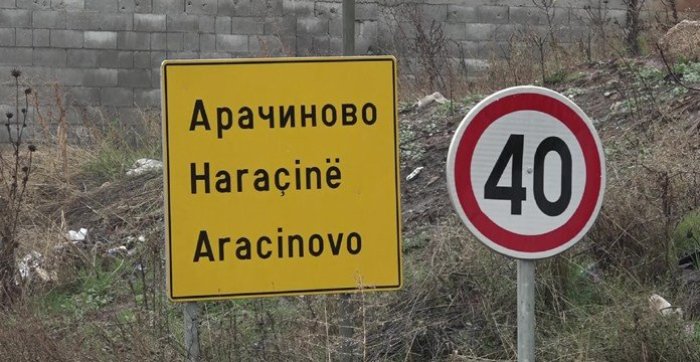 Арачиново
Haraçinë
Aracinovo
40